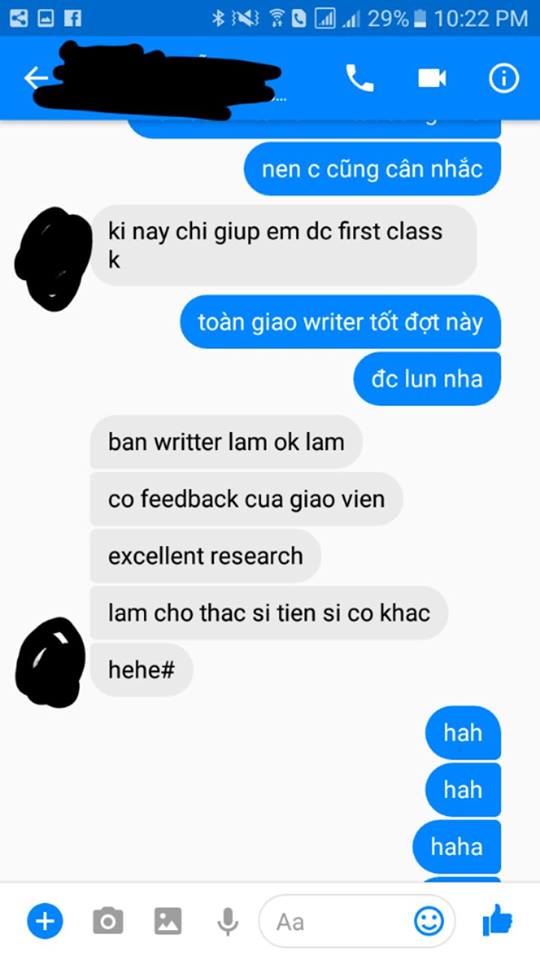 29% 10:22 PM
...
nen c cũng cân nhắc
ki nay chi giup em dc first class
k
toàn giao writer tốt đợt này
đc lun nha
ban writter lam ok lam
co feedback cua giao vien
excellent research
lam cho thac si tien si co khac
hehe#
hah
hah
haha
Aa